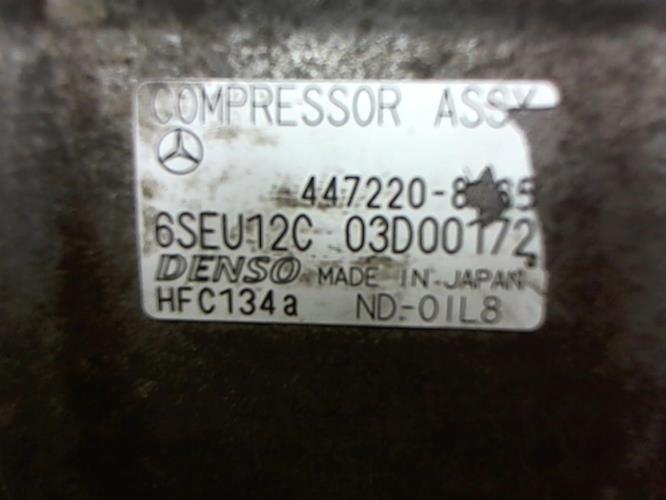 COMPRESSOR ASSY
6SEU12C 03D00172
DENSO MADE IN JAPAN
HFC134a ND-OIL8